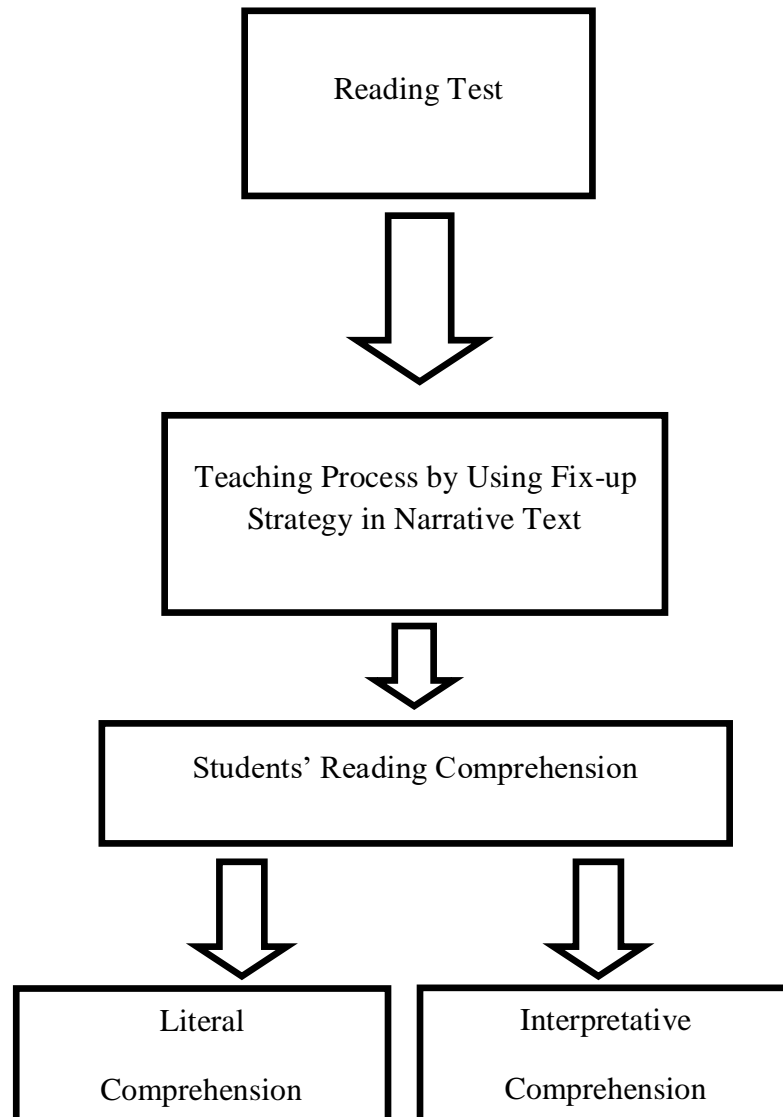 Reading Test
Teaching Process by Using Fix-up
Strategy in Narrative Text
Students’ Reading Comprehension
Literal
Comprehension
Interpretative
Comprehension